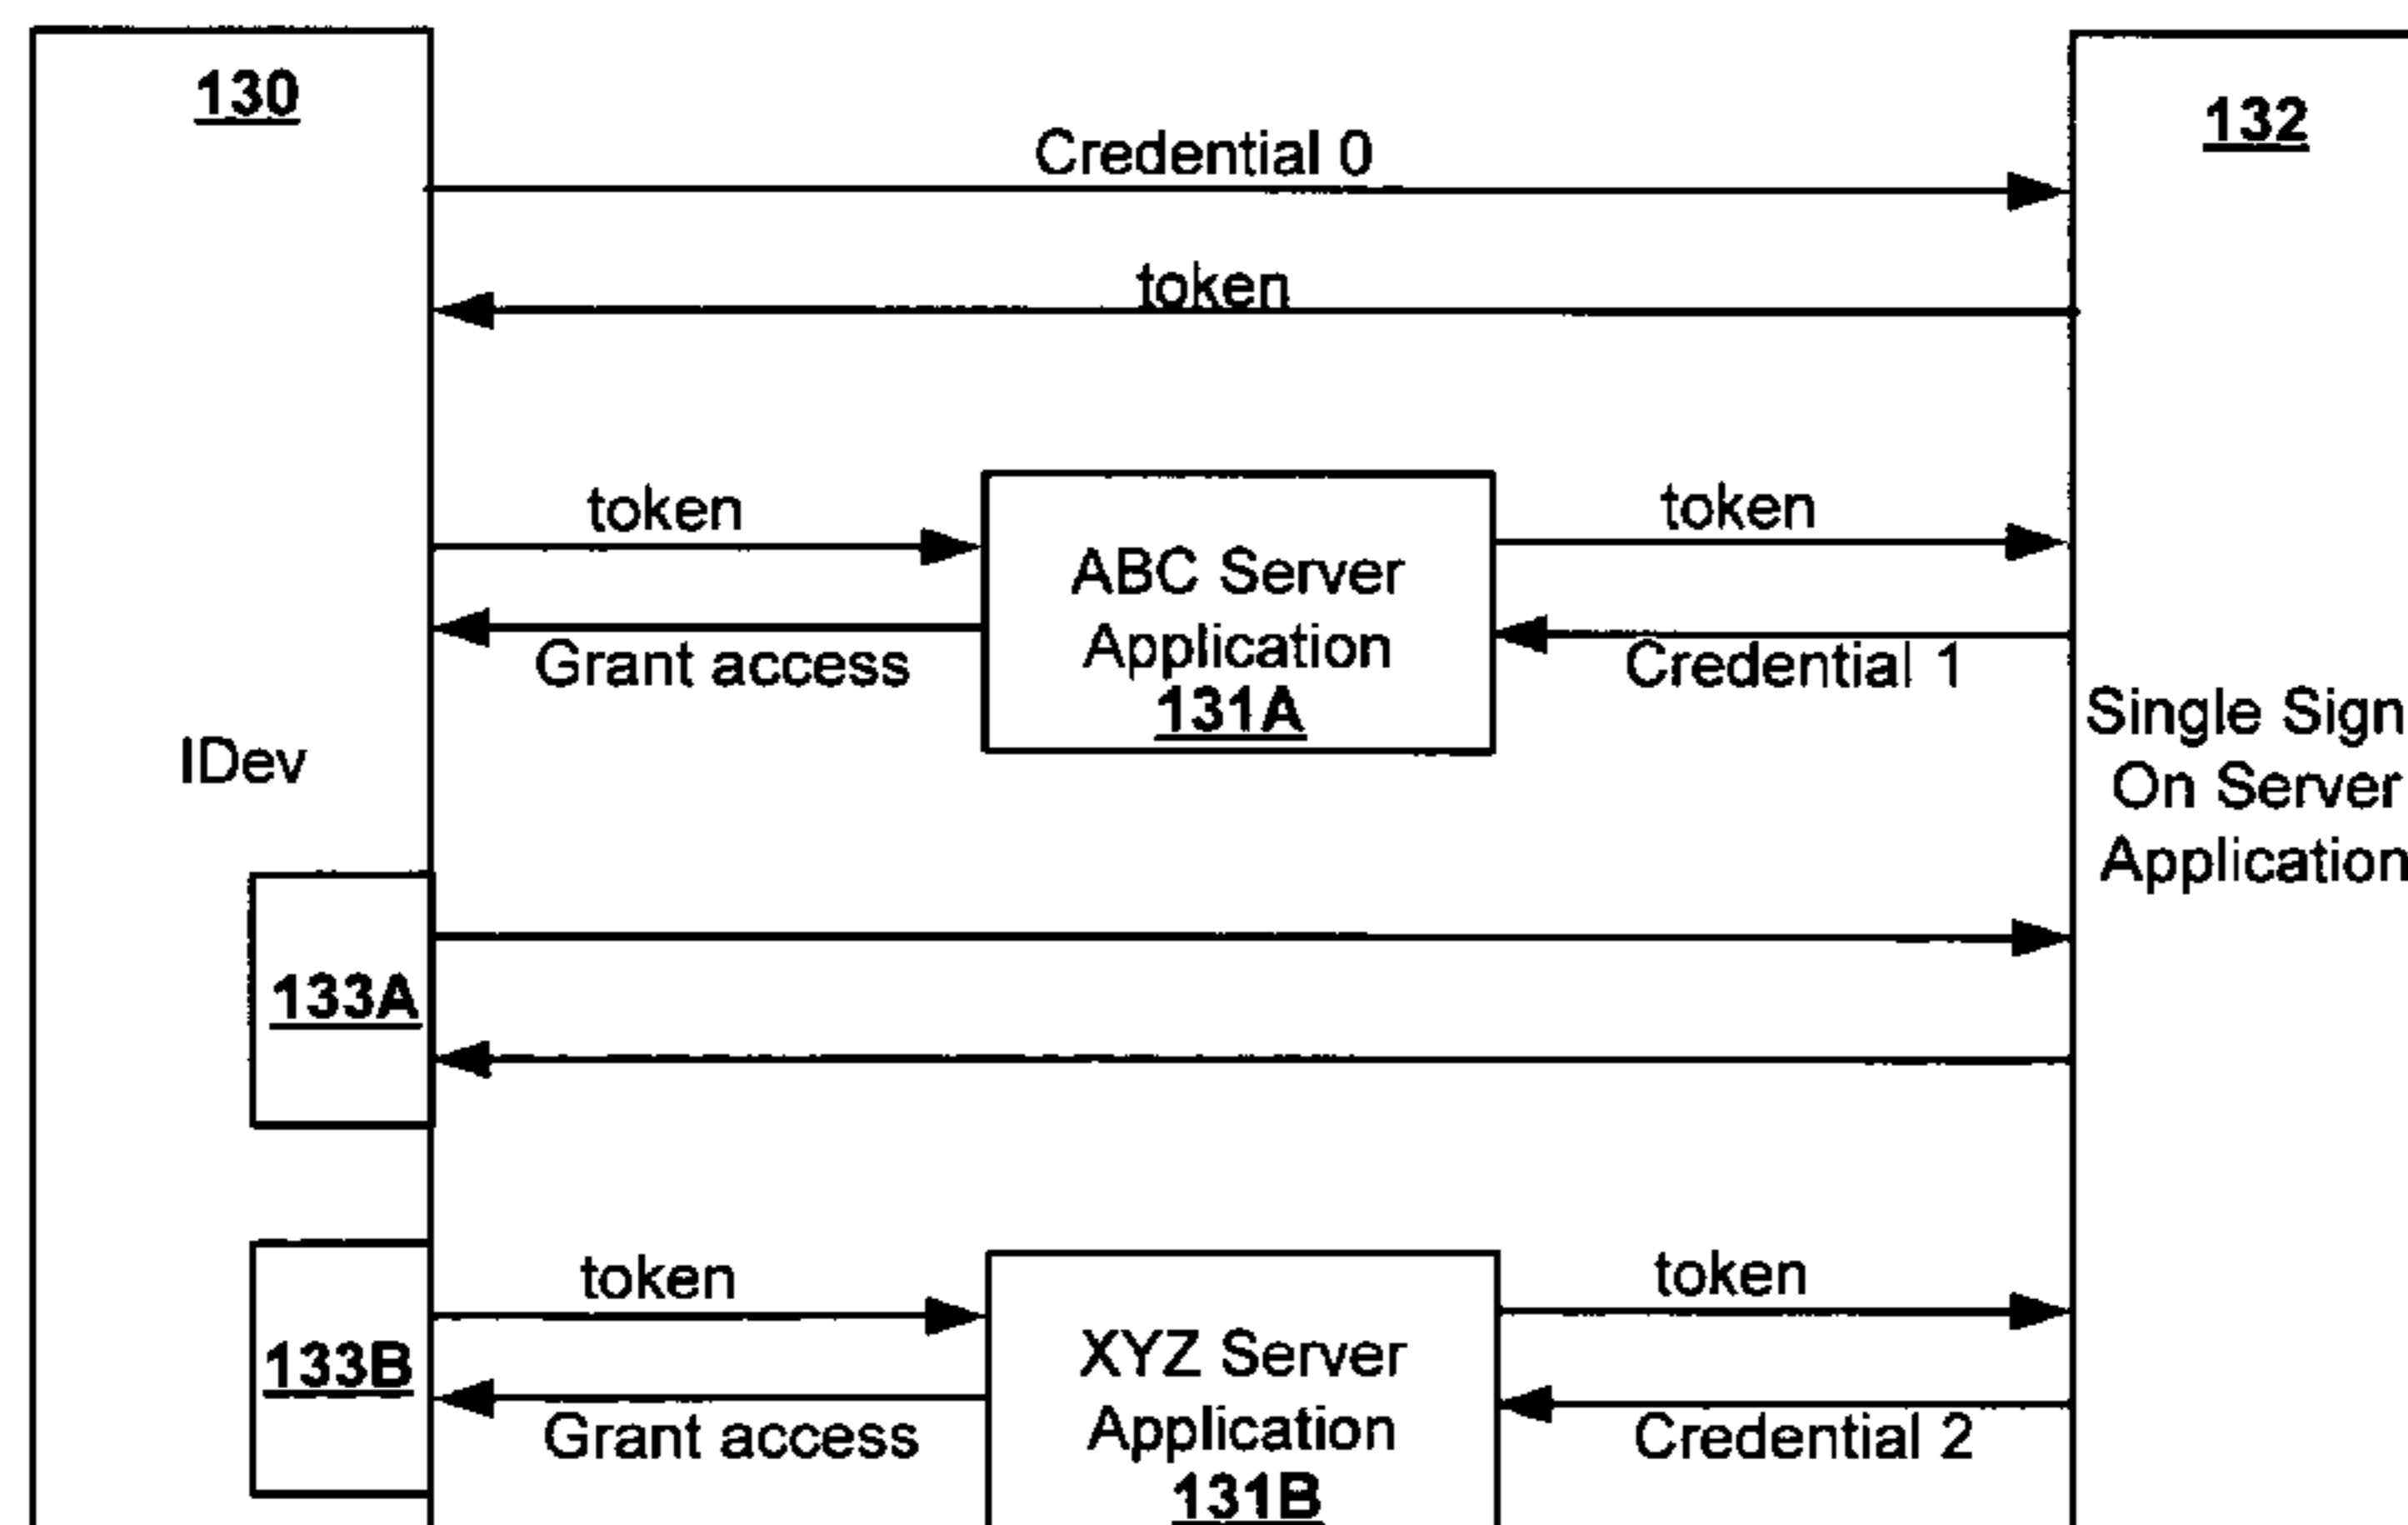 130
132
Credential 0
token
token
token
ABC Server
Application
131A
Grant access
Credential 1
IDev
Single Sign
On Server
Application
133A
133B
token
token
XYZ Server
Application
131B
Grant access
Credential 2